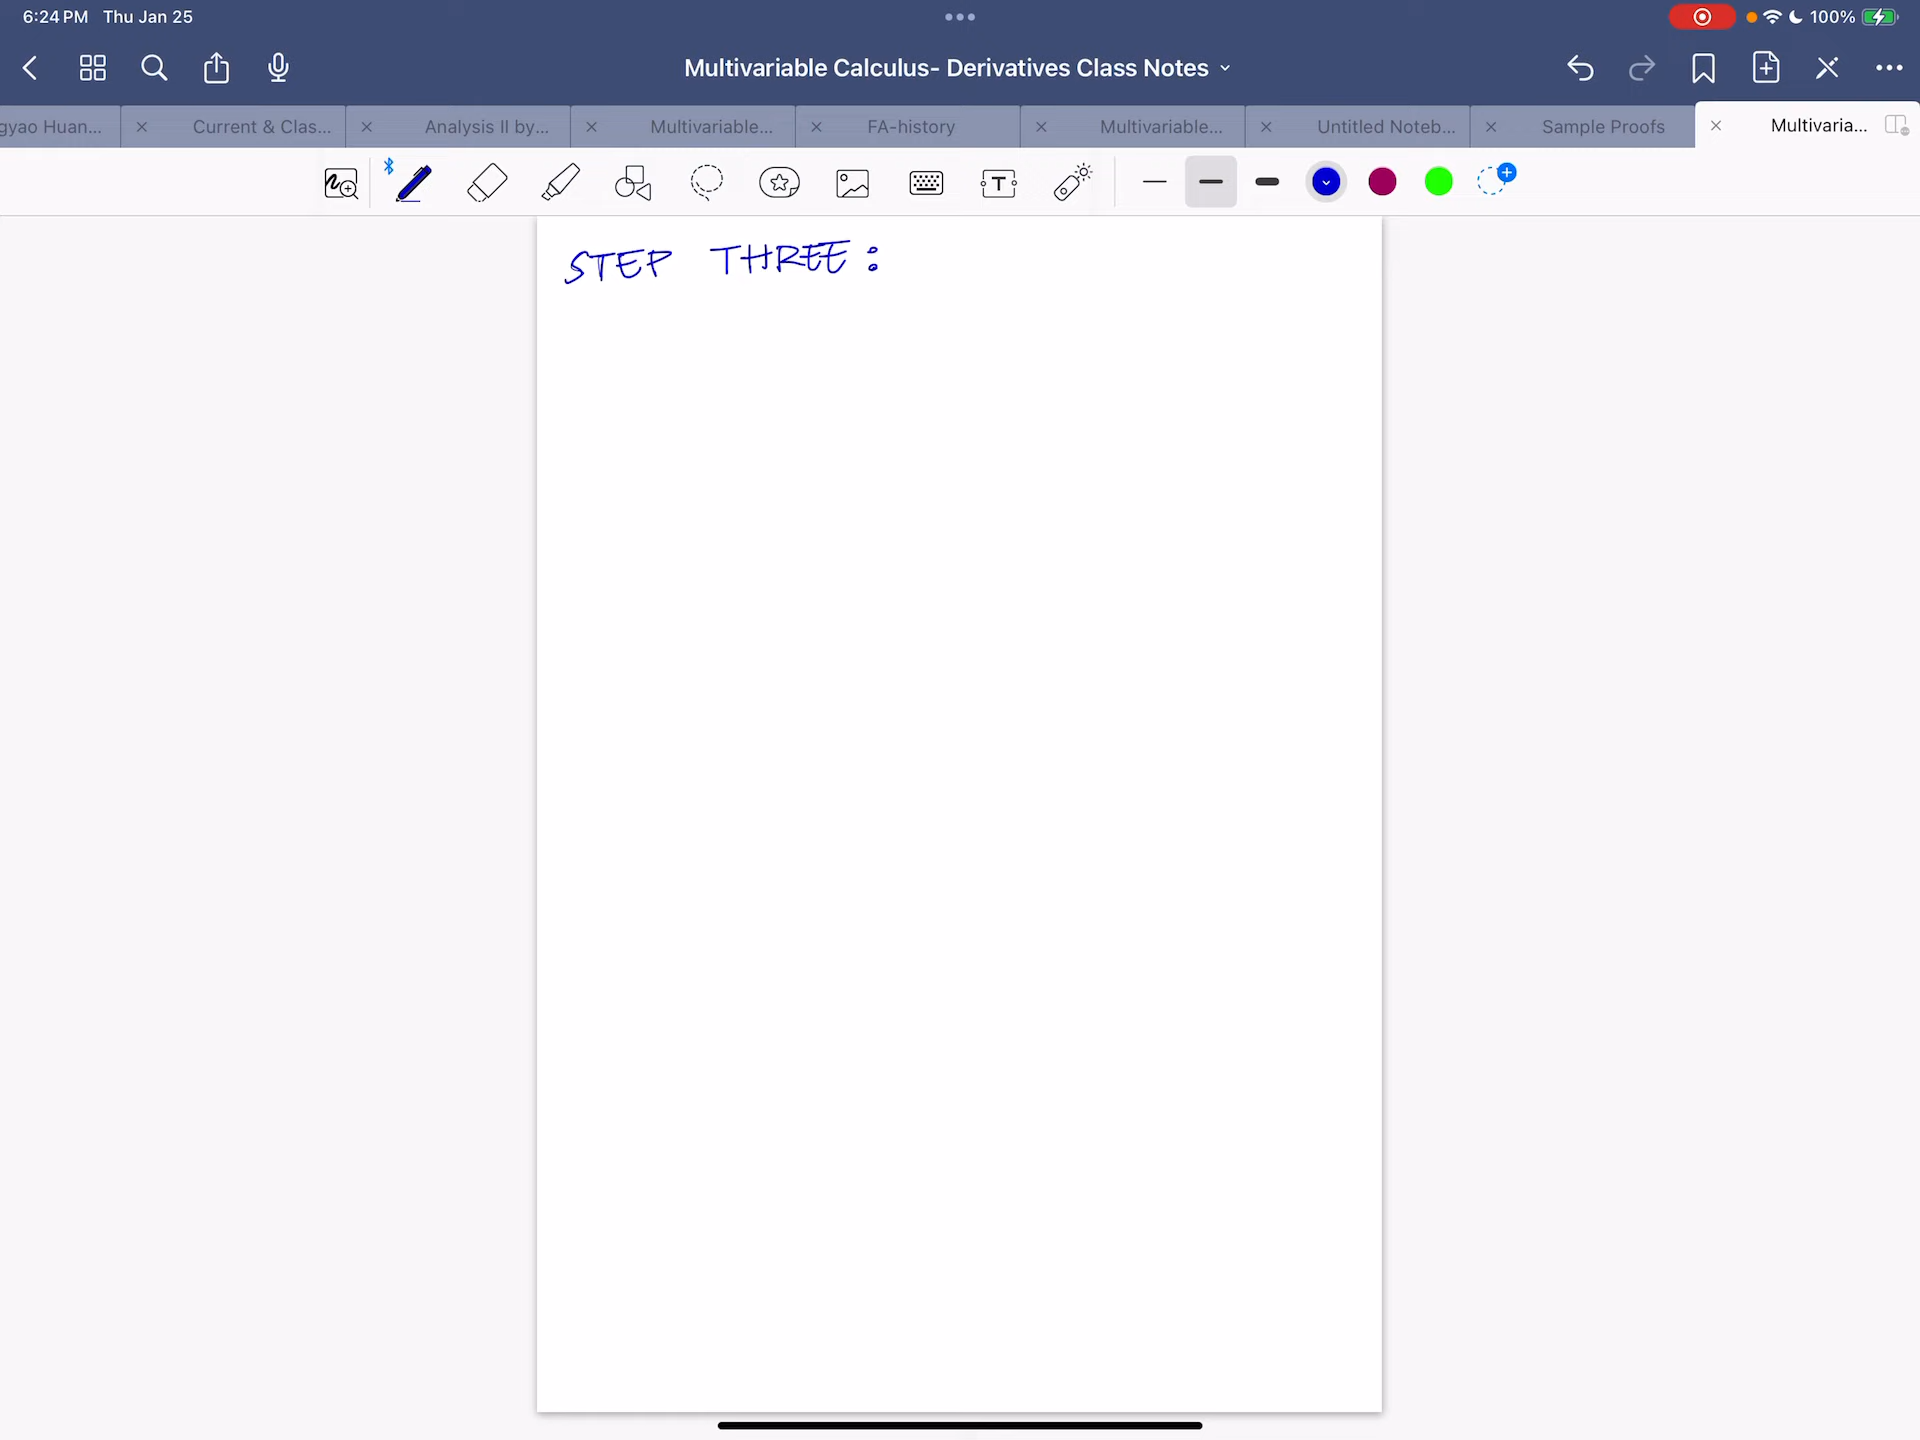 6:24 PM Thu Jan 25
100%
Multivariable Calculus- Derivatives Class Notes
gyao Huan...
Current & Clas...
Analysis II by...
Multivariable...
FA-history
Multivariable...
Untitled Noteb...
Sample Proofs
Multivaria...
T
STEP THREE: